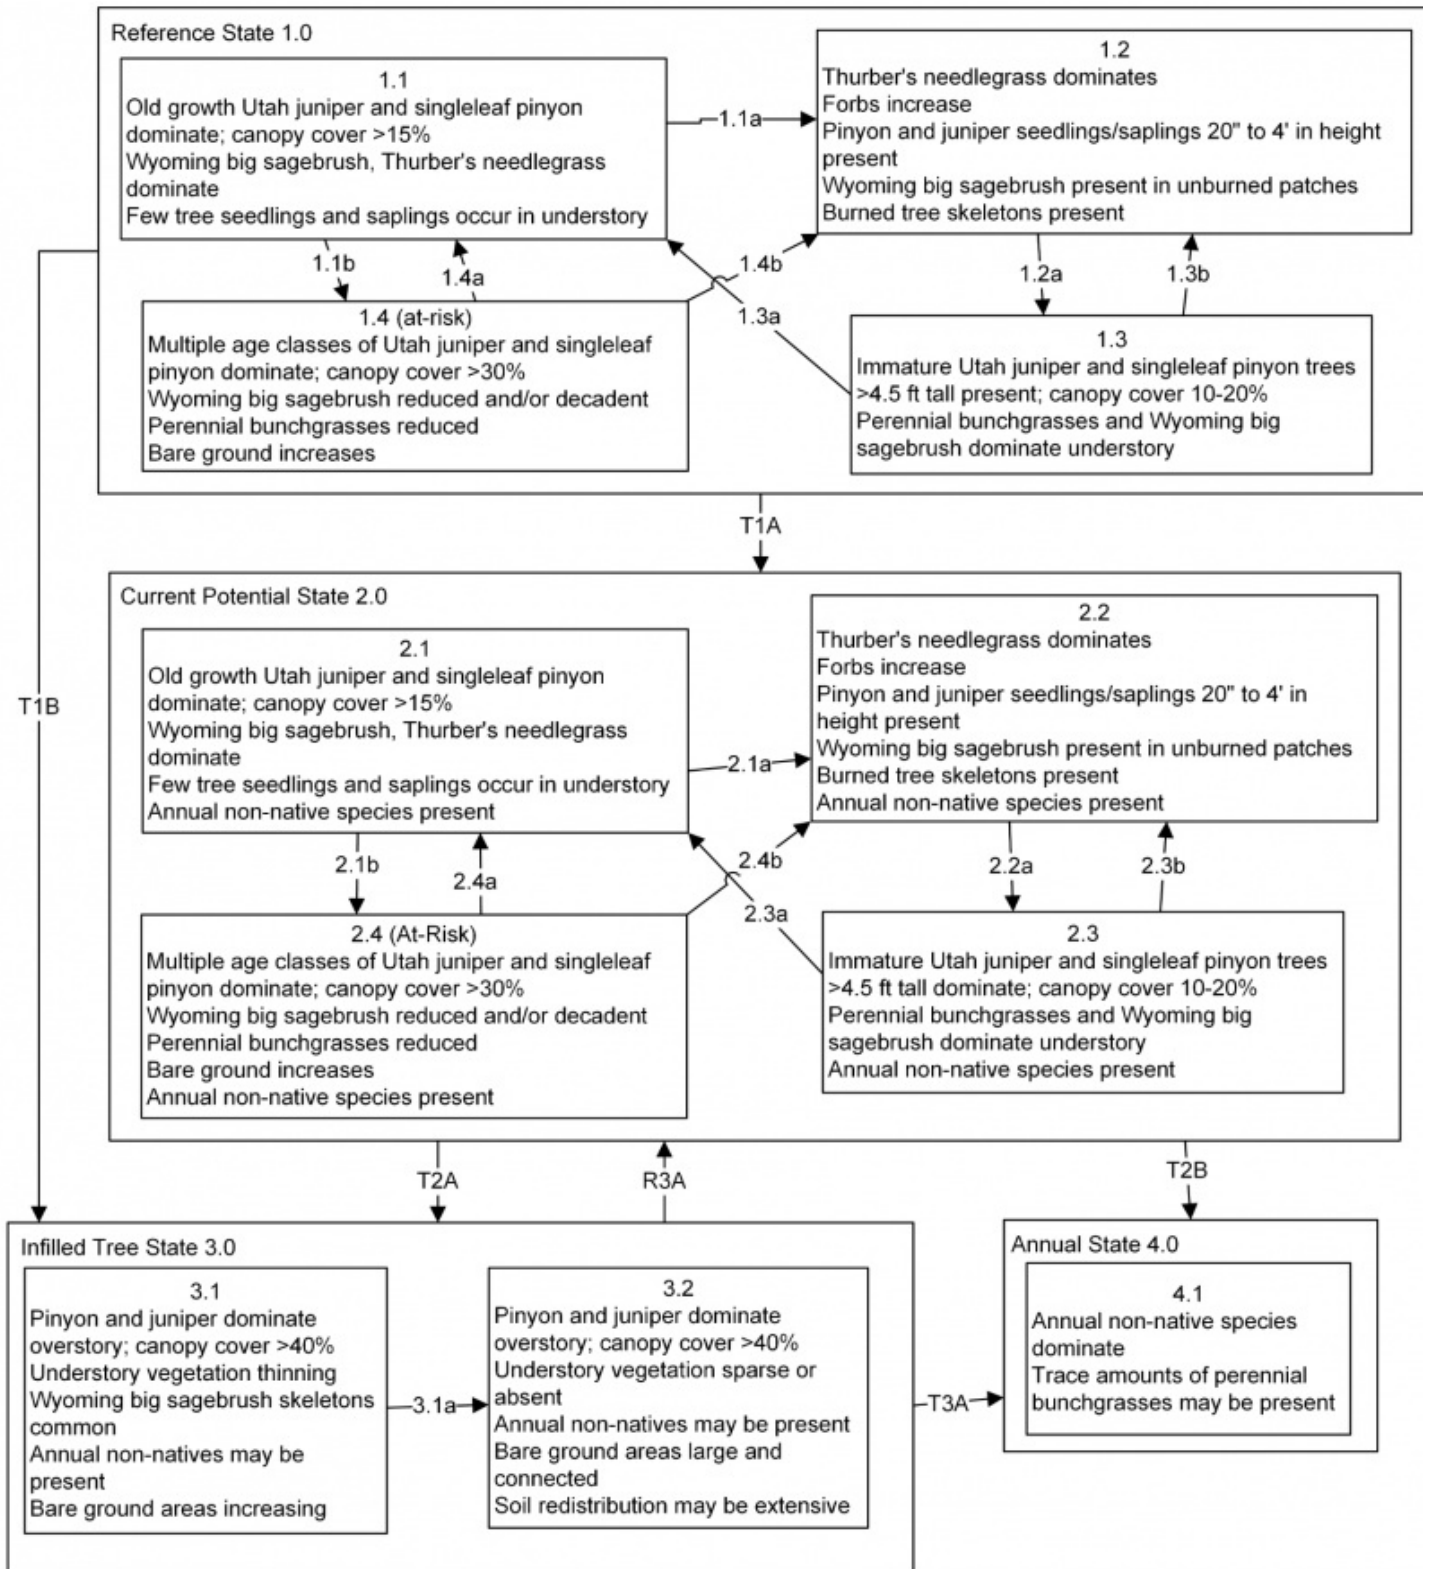 Reference State 1.0
1.1
Old growth Utah juniper and singleleaf pinyon
dominate; canopy cover >15%
Wyoming big sagebrush, Thurber's needlegrass
dominate
Few tree seedlings and saplings occur in understory
1.1a
1.2
Thurber's needlegrass dominates
Forbs increase
Pinyon and juniper seedlings/saplings 20" to 4' in height
present
Wyoming big sagebrush present in unburned patches
Burned tree skeletons present
1.1b
1.4a
1.4b
1.3a
1.2a
1.3b
1.4 (at-risk)
Multiple age classes of Utah juniper and singleleaf
pinyon dominate; canopy cover >30%
Wyoming big sagebrush reduced and/or decadent
Perennial bunchgrasses reduced
Bare ground increases
1.3
Immature Utah juniper and singleleaf pinyon trees
>4.5 ft tall present; canopy cover 10-20%
Perennial bunchgrasses and Wyoming big
sagebrush dominate understory
T1A
T1B
Current Potential State 2.0
2.1
Old growth Utah juniper and singleleaf pinyon
dominate; canopy cover >15%
Wyoming big sagebrush, Thurber's needlegrass
dominate
Few tree seedlings and saplings occur in understory
Annual non-native species present
2.1a
2.2
Thurber's needlegrass dominates
Forbs increase
Pinyon and juniper seedlings/saplings 20" to 4' in
height present
Wyoming big sagebrush present in unburned patches
Burned tree skeletons present
Annual non-native species present
2.1b
2.4a
2.4b
2.3a
2.2a
2.3b
2.4 (At-Risk)
Multiple age classes of Utah juniper and singleleaf
pinyon dominate; canopy cover >30%
Wyoming big sagebrush reduced and/or decadent
Perennial bunchgrasses reduced
Bare ground increases
Annual non-native species present
2.3
Immature Utah juniper and singleleaf pinyon trees
>4.5 ft tall dominate; canopy cover 10-20%
Perennial bunchgrasses and Wyoming big
sagebrush dominate understory
Annual non-native species present
T2A
R3A
T2B
Infilled Tree State 3.0
3.1
Pinyon and juniper dominate
overstory; canopy cover >40%
Understory vegetation thinning
Wyoming big sagebrush skeletons
common
Annual non-natives may be
present
Bare ground areas increasing
3.1a
3.2
Pinyon and juniper dominate
overstory; canopy cover >40%
Understory vegetation sparse or
absent
Annual non-natives may be present
Bare ground areas large and
connected
Soil redistribution may be extensive
T3A
Annual State 4.0
4.1
Annual non-native species
dominate
Trace amounts of perennial
bunchgrasses may be present